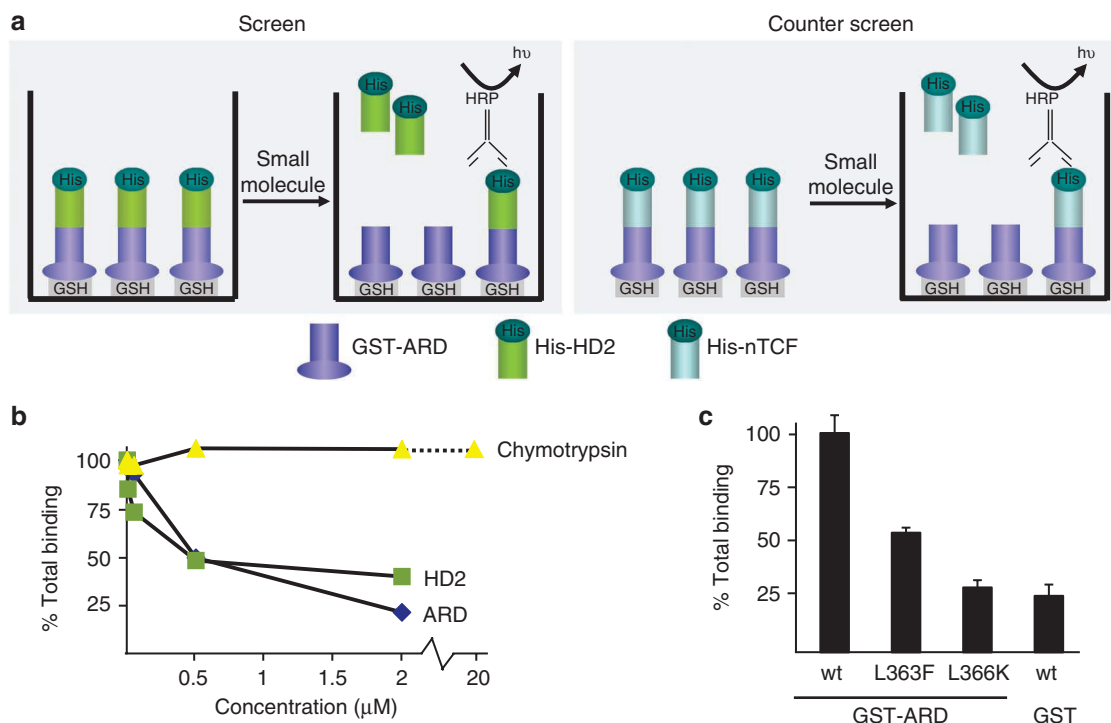 a
Screen
Counter screen
His
His
His
His
His
His
GSH
GSH
GSH
Small
molecule
HRP
hυ
GSH
GSH
GSH
His
His
His
His
His
His
GSH
GSH
GSH
Small
molecule
HRP
hυ
GSH
GSH
GSH
GST-ARD
His
His-HD2
His
His-nTCF
b
% Total binding
100
75
50
25
Chymotrypsin
HD2
ARD
0.5
1
1
2
20
Concentration (μM)
c
% Total binding
100
75
50
25
wt
L363F
L366K
wt
GST-ARD
GST